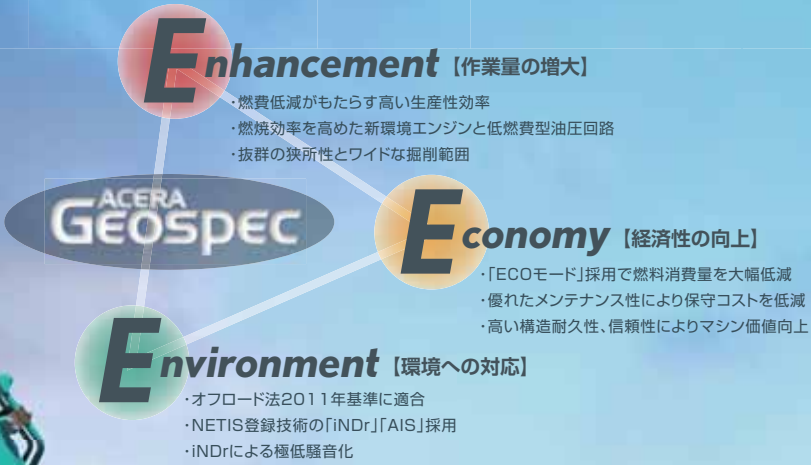 Enhancement【作業量の増大】
・燃費低減がもたらす高い生産性効率
・燃焼効率を高めた新環境エンジンと低燃費型油圧回路
・抜群の狭所性とワイドな掘削範囲
ACERA
GEOSPEC
Economy【経済性の向上】
・「ECOモード」採用で燃料消費量を大幅低減
・優れたメンテナンス性により保守コストを低減
・高い構造耐久性、信頼性によりマシン価値向上
Environment【環境への対応】
・オフロード法2011年基準に適合
・NETIS登録技術の「iNDr」「AIS」採用
・iNDrによる極低騒音化